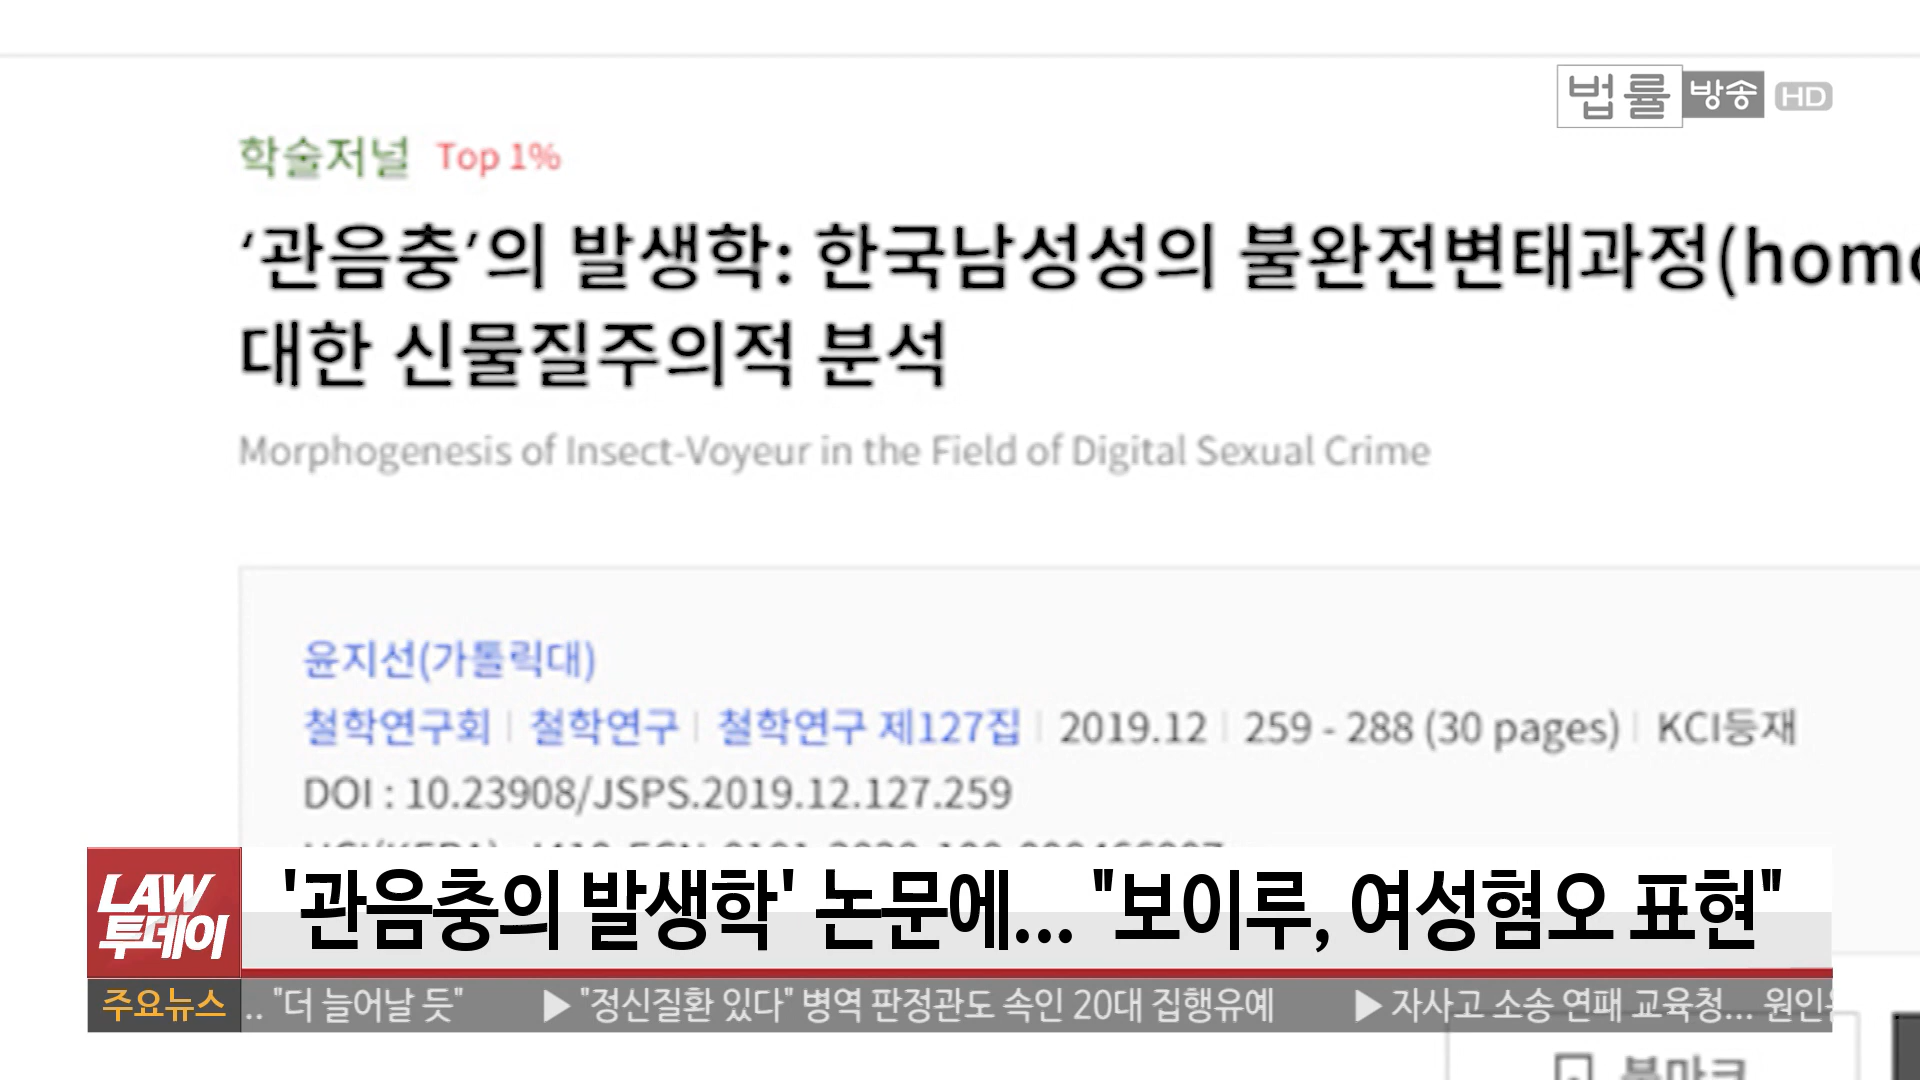 법률방송 HD
학술저널 Top 1%
‘관음충’의 발생학: 한국남성성의 불완전변태과정(homo
대한 신물질주의적 분석
Morphogenesis of Insect-Voyeur in the Field of Digital Sexual Crime
윤지선(가톨릭대)
철학연구회 | 철학연구 | 철학연구 제127집 | 2019.12 | 259 - 288 (30 pages) | KCI등재
DOI : 10.23908/JSPS.2019.12.127.259
LAW
투데이
'관음충의 발생학' 논문에... "보이루, 여성혐오 표현"
주요뉴스 .. "더 늘어날 듯" ▶"정신질환 있다" 병역 판정관도 속인 20대 집행유예 ▶자사고 소송 연패 교육청... 원인
북마크